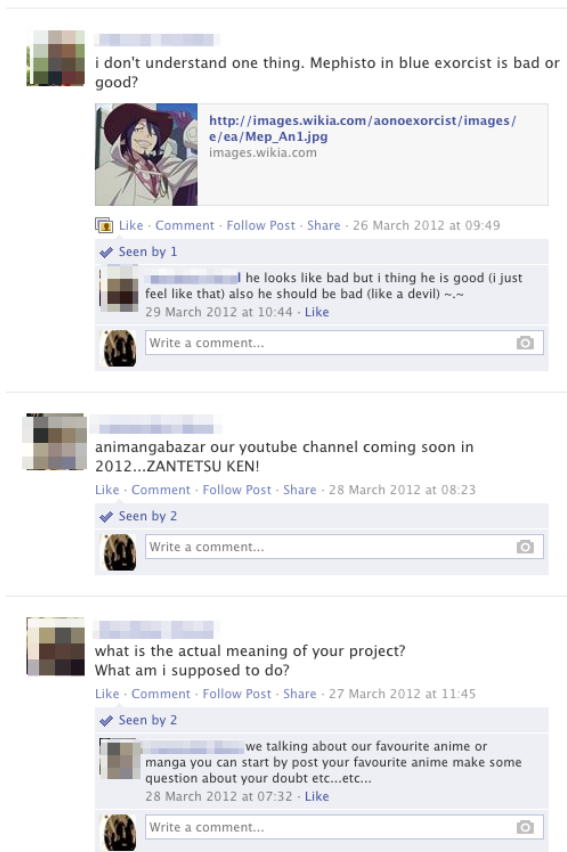 i don't understand one thing. Mephisto in blue exorcist is bad or
good?
http://images.wikia.com/aonoexorcist/images/
e/ea/Mep_An1.jpg
images.wikia.com
Like · Comment · Follow Post · Share · 26 March 2012 at 09:49
Seen by 1
he looks like bad but i thing he is good (i just
feel like that) also he should be bad (like a devil) ~.~
29 March 2012 at 10:44 · Like
Write a comment...
animangabazar our youtube channel coming soon in
2012...ZANTETSU KEN!
Like · Comment · Follow Post · Share · 28 March 2012 at 08:23
Seen by 2
Write a comment...
what is the actual meaning of your project?
What am i supposed to do?
Like · Comment · Follow Post · Share · 27 March 2012 at 11:45
Seen by 2
we talking about our favourite anime or
manga you can start by post your favourite anime make some
question about your doubt etc...etc...
28 March 2012 at 07:32 · Like
Write a comment...